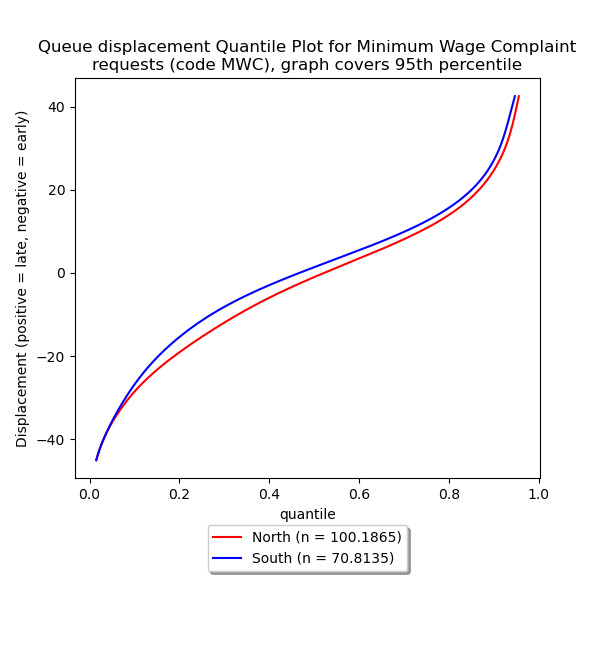 Queue displacement Quantile Plot for Minimum Wage Complaint
requests (code MWC), graph covers 95th percentile
Displacement (positive = late, negative = early)
40
20
0
−20
−40
0.0 0.2 0.4 0.6 0.8 1.0
quantile
North (n = 100.1865)
South (n = 70.8135)